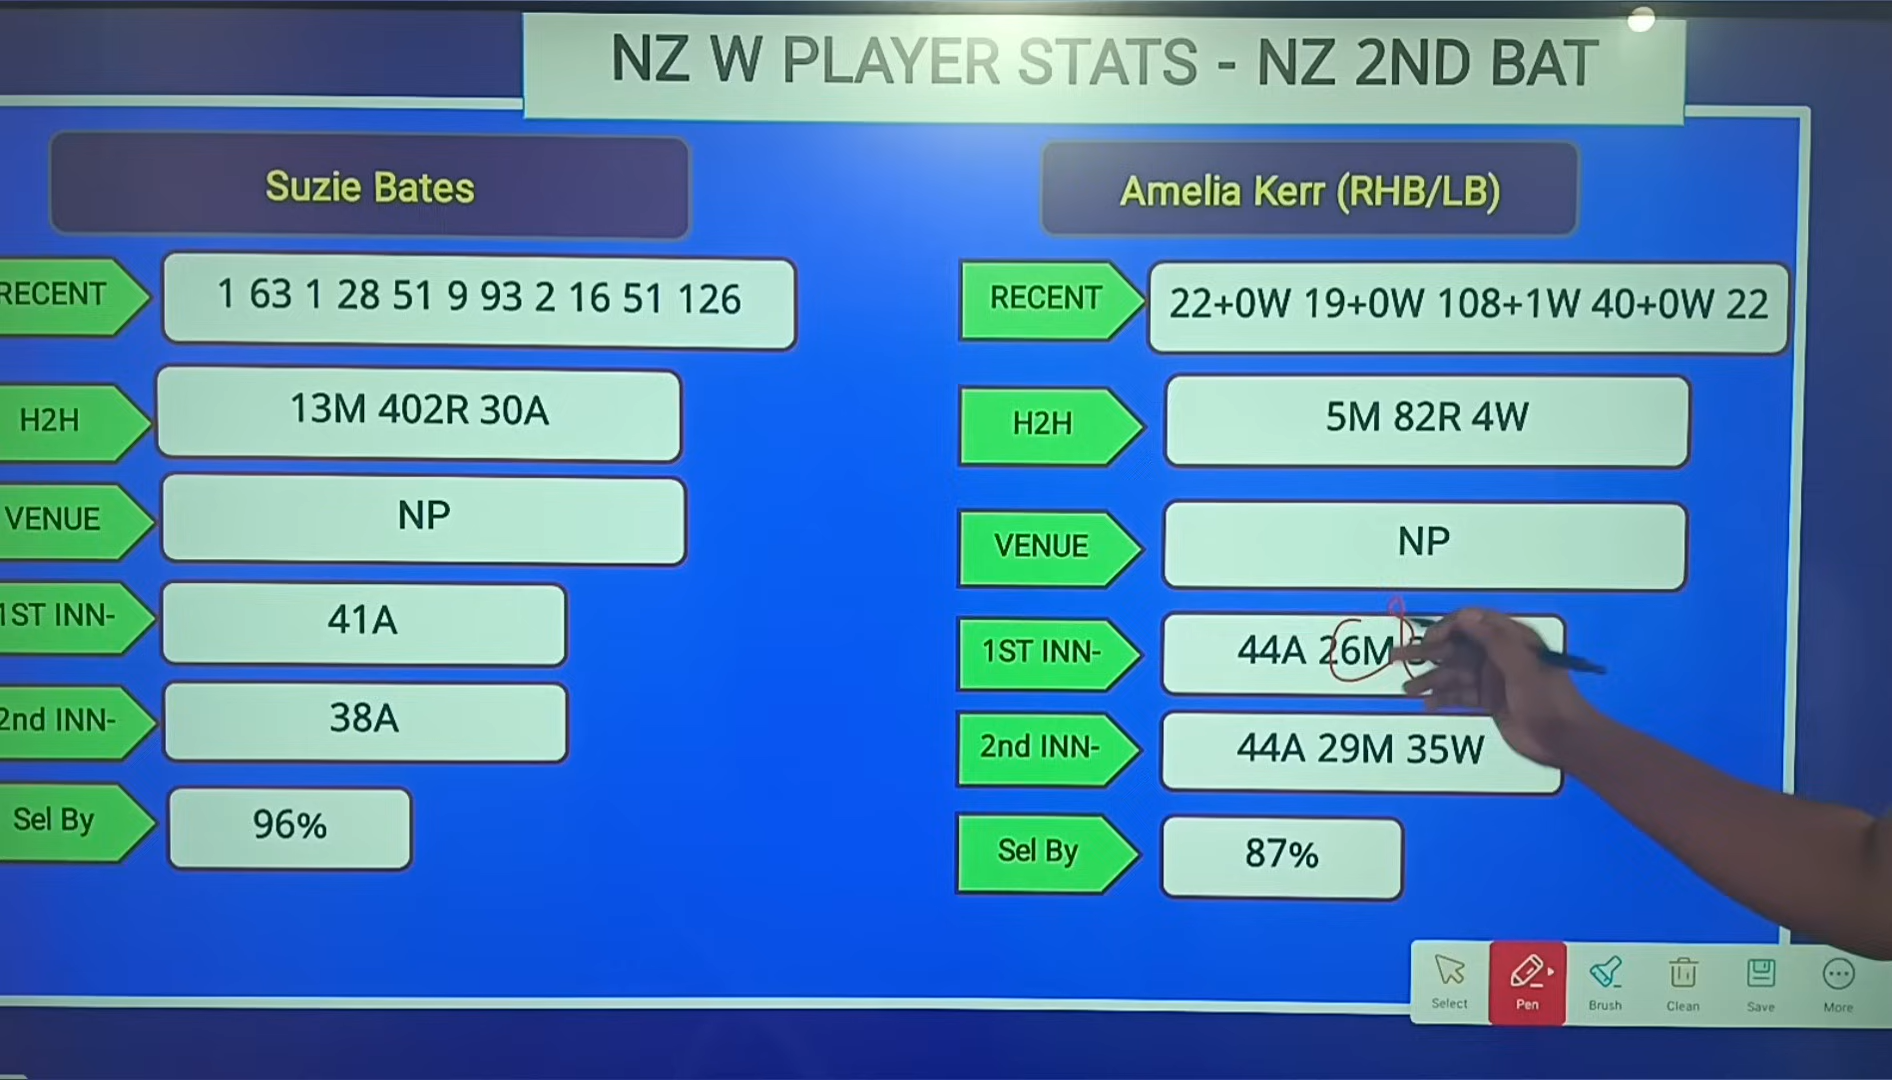 NZ W PLAYER STATS - NZ 2ND BAT
Suzie Bates
RECENT
1 63 1 28 51 9 93 2 16 51 126
H2H
13M 402R 30A
VENUE
NP
1ST INN-
41A
2nd INN-
38A
Sel By
96%
Amelia Kerr (RHB/LB)
RECENT
22+0W 19+0W 108+1W 40+0W 22
H2H
5M 82R 4W
VENUE
NP
1ST INN-
44A 26M
2nd INN-
44A 29M 35W
Sel By
87%
Select
Pen
Brush
Clean
Save
More